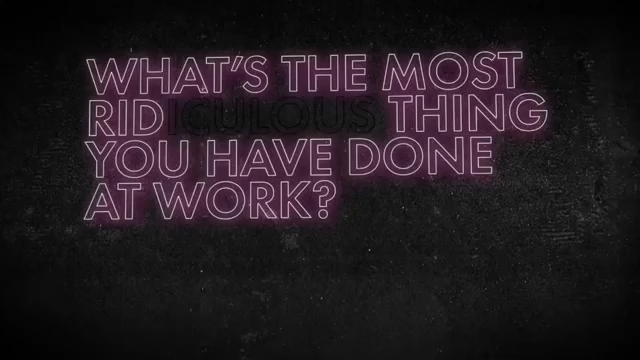 WHAT'S THE MOST
RIDICULOUS THING
YOU HAVE DONE
AT WORK?